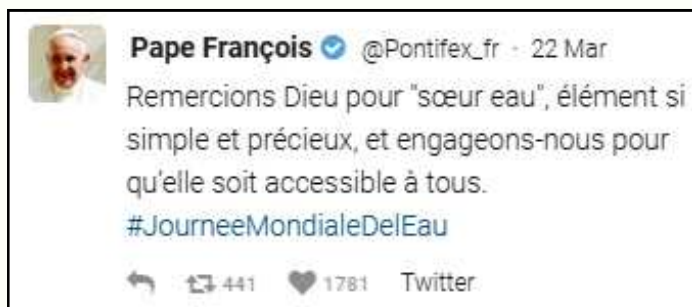 Pape François @Pontifex_fr · 22 Mar
Remercions Dieu pour "sœur eau", élément si
simple et précieux, et engageons-nous pour
qu'elle soit accessible à tous.
#JourneeMondialeDelEau
441 1781 Twitter